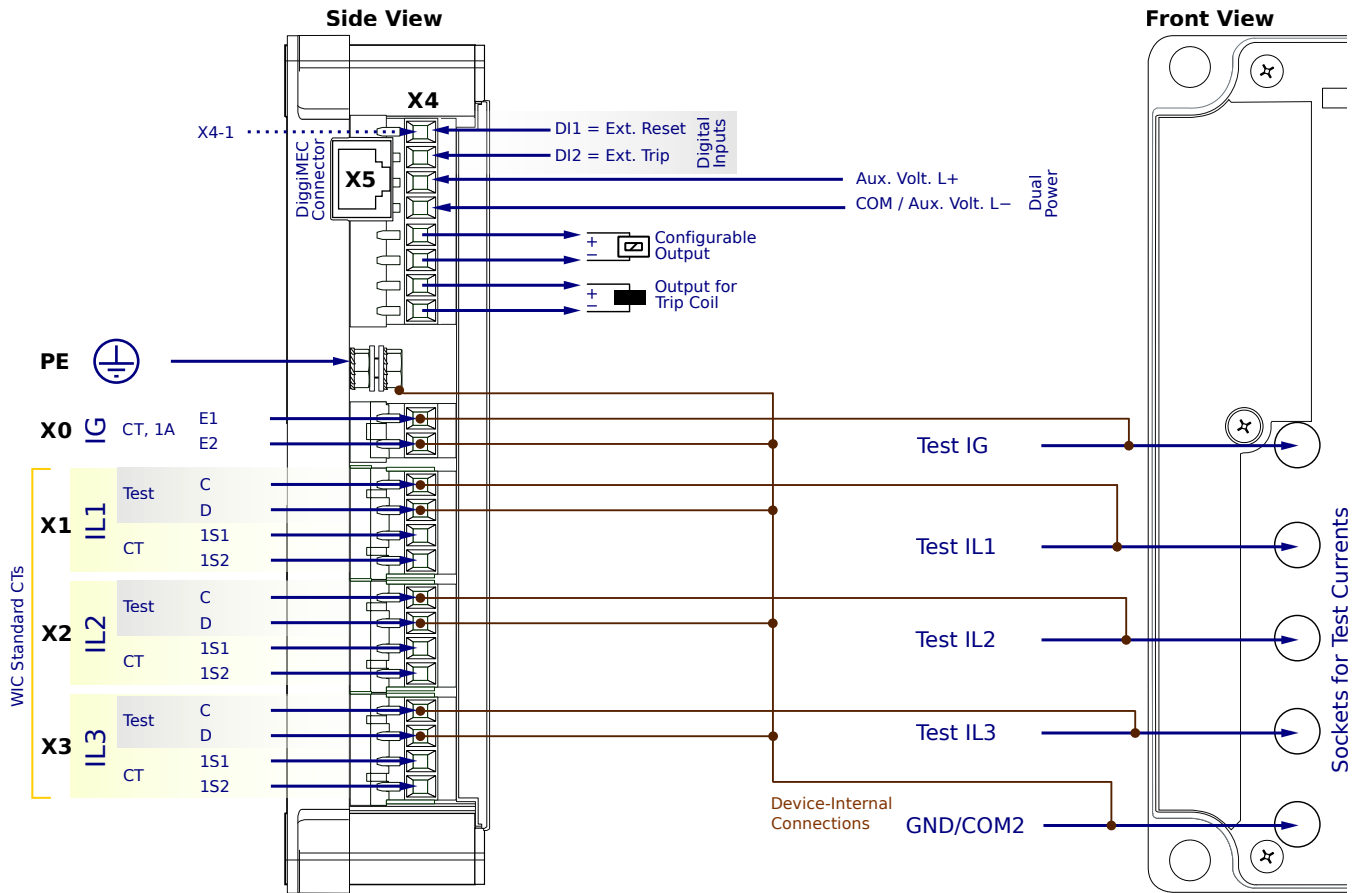 Side View
Front View
X4
X4-1
DI1 = Ext. Reset
DI2 = Ext. Trip
Digital
Inputs
DiggiMEC
Connector
X5
Aux. Volt. L+
COM / Aux. Volt. L−
Dual
Power
+
−
Configurable
Output
+
−
Output for
Trip Coil
PE
X0
IG
CT, 1A
E1
E2
Test IG
WIC Standard CTs
X1
IL1
Test
C
D
CT
1S1
1S2
Test IL1
X2
IL2
Test
C
D
CT
1S1
1S2
Test IL2
X3
IL3
Test
C
D
CT
1S1
1S2
Test IL3
Sockets for Test Currents
Device-Internal
Connections
GND/COM2